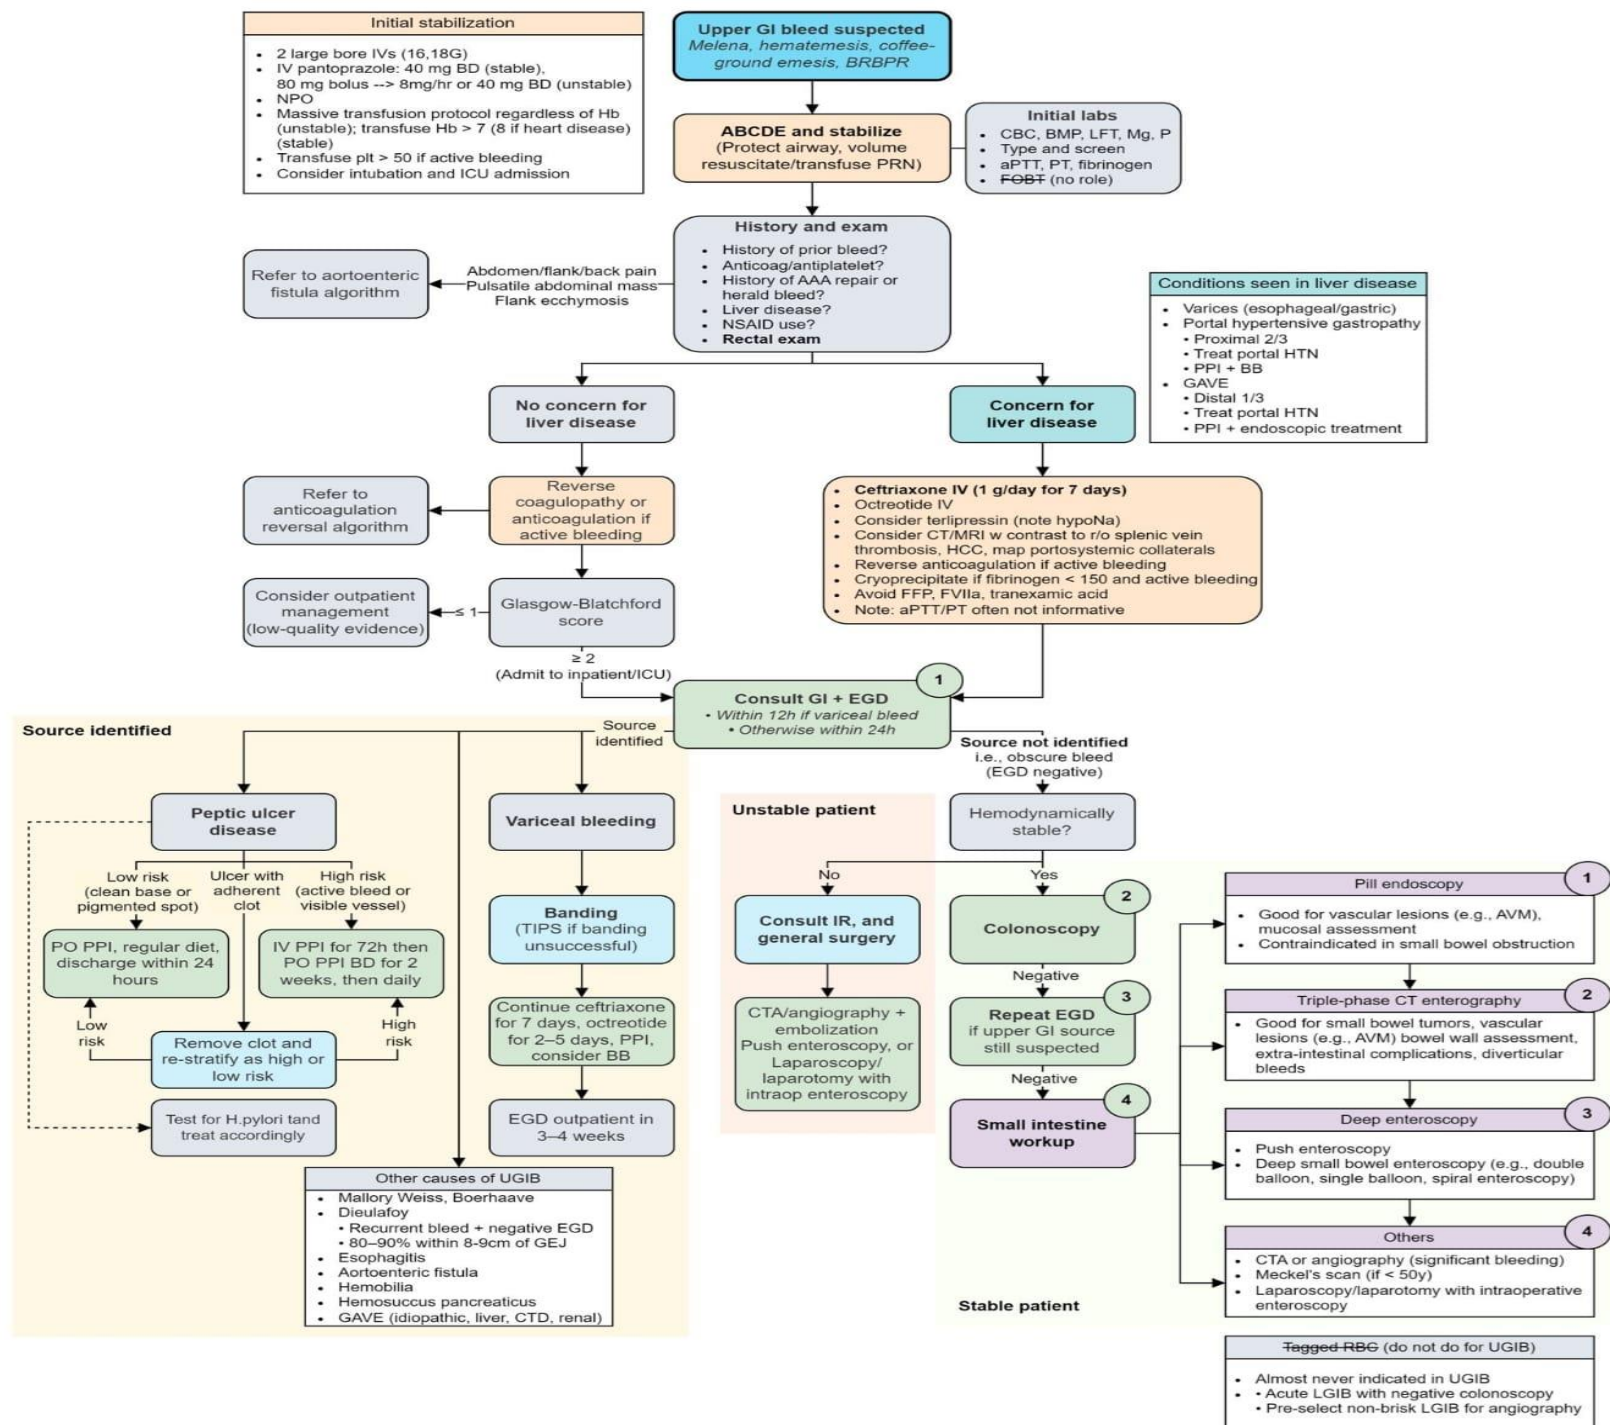 Initial stabilization
• 2 large bore IVs (16,18G)
• IV pantoprazole: 40 mg BD (stable),
80 mg bolus --> 8mg/hr or 40 mg BD (unstable)
• NPO
• Massive transfusion protocol regardless of Hb
(unstable); transfuse Hb > 7 (8 if heart disease)
(stable)
• Transfuse plt > 50 if active bleeding
• Consider intubation and ICU admission
Upper GI bleed suspected
Melena, hematemesis, coffee-
ground emesis, BRBPR
ABCDE and stabilize
(Protect airway, volume
resuscitate/transfuse PRN)
Initial labs
• CBC, BMP, LFT, Mg, P
• Type and screen
• aPTT, PT, fibrinogen
• FOBT (no role)
History and exam
• History of prior bleed?
• Anticoag/antiplatelet?
• History of AAA repair or
herald bleed?
• Liver disease?
• NSAID use?
• Rectal exam
Abdomen/flank/back pain
Pulsatile abdominal mass
Flank ecchymosis
Refer to aortoenteric
fistula algorithm
Conditions seen in liver disease
• Varices (esophageal/gastric)
• Portal hypertensive gastropathy
• Proximal 2/3
• Treat portal HTN
• PPI + BB
• GAVE
• Distal 1/3
• Treat portal HTN
• PPI + endoscopic treatment
No concern for
liver disease
Concern for
liver disease
Refer to
anticoagulation
reversal algorithm
Reverse
coagulopathy or
anticoagulation if
active bleeding
• Ceftriaxone IV (1 g/day for 7 days)
• Octreotide IV
• Consider terlipressin (note hypoNa)
• Consider CT/MRI w contrast to r/o splenic vein
thrombosis, HCC, map portosystemic collaterals
• Reverse anticoagulation if active bleeding
• Cryoprecipitate if fibrinogen < 150 and active bleeding
• Avoid FFP, FVIIa, tranexamic acid
• Note: aPTT/PT often not informative
Consider outpatient
management
(low-quality evidence)
≤ 1
Glasgow-Blatchford
score
≥ 2
(Admit to inpatient/ICU)
1
Consult GI + EGD
• Within 12h if variceal bleed
• Otherwise within 24h
Source identified
Source
identified
Source not identified
i.e., obscure bleed
(EGD negative)
Peptic ulcer
disease
Variceal bleeding
Low risk
(clean base or
pigmented spot)
Ulcer with
adherent
clot
High risk
(active bleed or
visible vessel)
PO PPI, regular diet,
discharge within 24
hours
IV PPI for 72h then
PO PPI BD for 2
weeks, then daily
Low
risk
High
risk
Remove clot and
re-stratify as high or
low risk
Test for H.pylori tand
treat accordingly
Banding
(TIPS if banding
unsuccessful)
Continue ceftriaxone
for 7 days, octreotide
for 2–5 days, PPI,
consider BB
EGD outpatient in
3–4 weeks
Other causes of UGIB
• Mallory Weiss, Boerhaave
• Dieulafoy
• Recurrent bleed + negative EGD
• 80–90% within 8-9cm of GEJ
• Esophagitis
• Aortoenteric fistula
• Hemobilia
• Hemosuccus pancreaticus
• GAVE (idiopathic, liver, CTD, renal)
Unstable patient
Hemodynamically
stable?
No
Yes
Consult IR, and
general surgery
CTA/angiography +
embolization
Push enteroscopy, or
Laparoscopy/
laparotomy with
intraop enteroscopy
2
Colonoscopy
Negative
3
Repeat EGD
if upper GI source
still suspected
Negative
4
Small intestine
workup
Stable patient
1
Pill endoscopy
• Good for vascular lesions (e.g., AVM),
mucosal assessment
• Contraindicated in small bowel obstruction
2
Triple-phase CT enterography
• Good for small bowel tumors, vascular
lesions (e.g., AVM) bowel wall assessment,
extra-intestinal complications, diverticular
bleeds
3
Deep enteroscopy
• Push enteroscopy
• Deep small bowel enteroscopy (e.g., double
balloon, single balloon, spiral enteroscopy)
4
Others
• CTA or angiography (significant bleeding)
• Meckel's scan (if < 50y)
• Laparoscopy/laparotomy with intraoperative
enteroscopy
Tagged RBC (do not do for UGIB)
• Almost never indicated in UGIB
• • Acute LGIB with negative colonoscopy
• Pre-select non-brisk LGIB for angiography